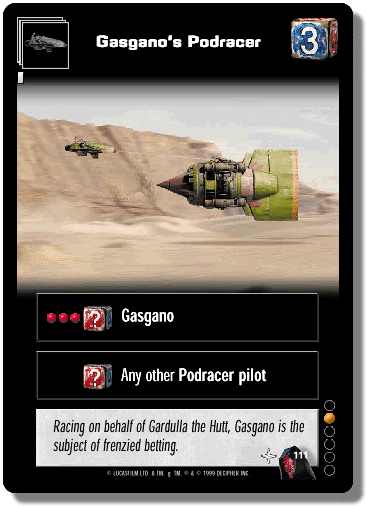 Gasgano's Podracer
3
? Gasgano
? Any other Podracer pilot
Racing on behalf of Gardulla the Hutt, Gasgano is the
subject of frenzied betting.
111
© LUCASFILM LTD. & TM. g TM. ® & © 1999 DECIPHER INC.